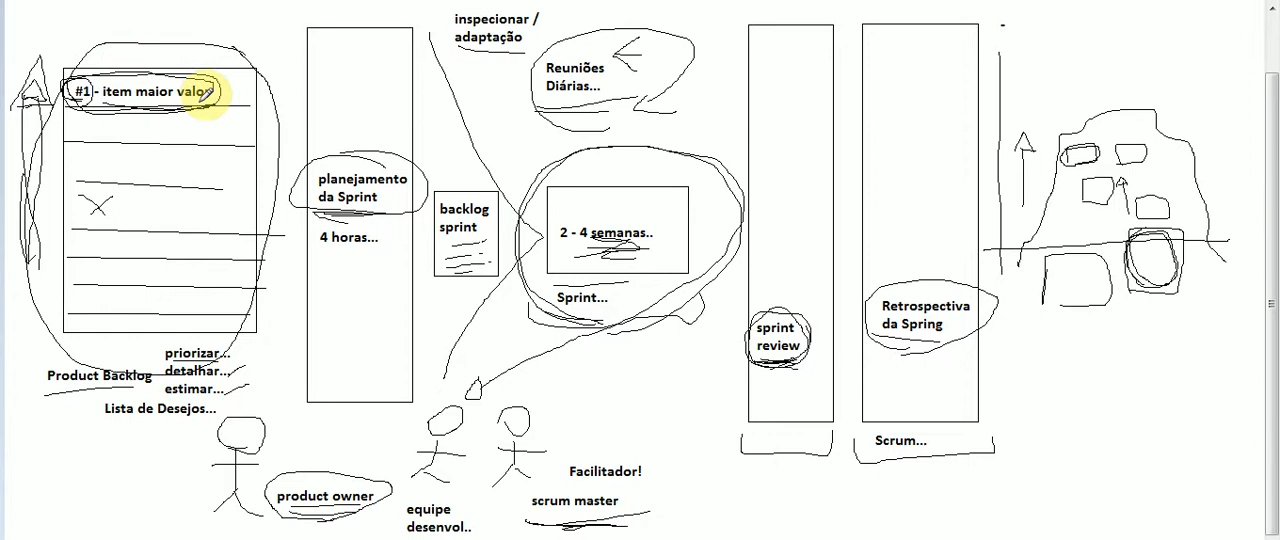 inspecionar /
adaptação
Reuniões
Diárias...
#1 - item maior valor
planejamento
da Sprint
4 horas...
backlog
sprint
2 - 4 semanas..
Sprint...
sprint
review
Retrospectiva
da Spring
Product Backlog
priorizar...
detalhar...
estimar...
Lista de Desejos...
Scrum...
product owner
equipe
desenvol..
Facilitador!
scrum master